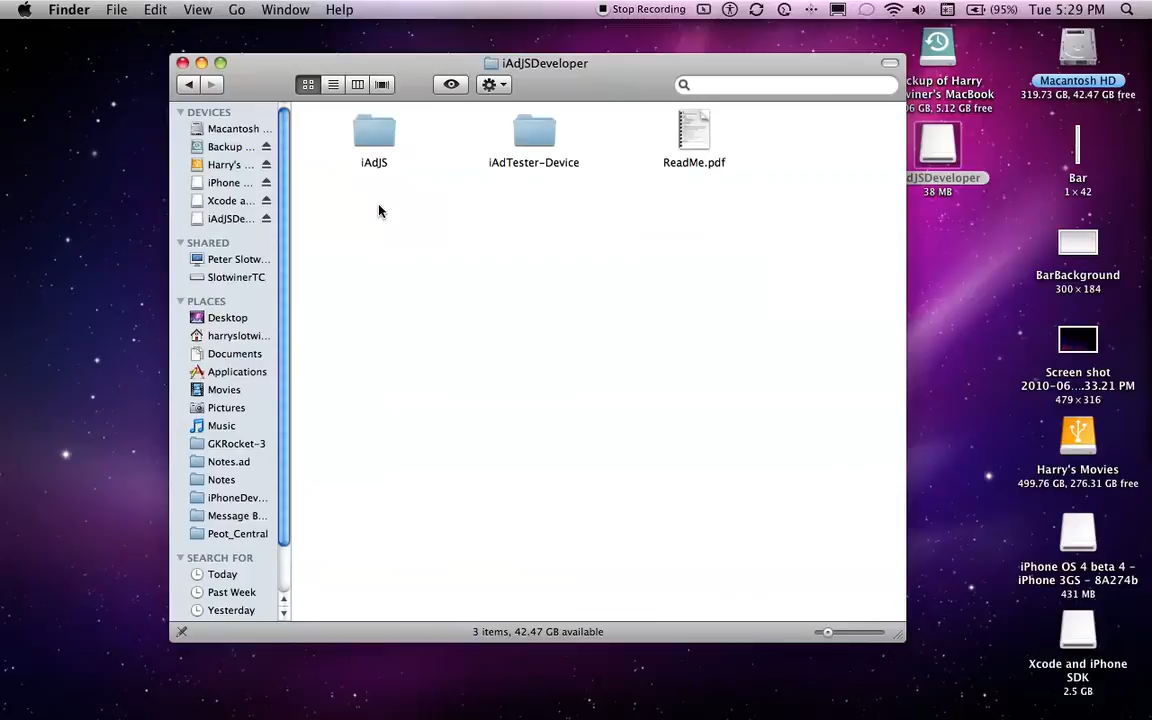 Finder File Edit View Go Window Help Stop Recording (95%) Tue 5:29 PM
iAdJSDeveloper
DEVICES
Macintosh ...
Backup ...
Harry's ...
iPhone ...
Xcode a...
iAdJSDe...
SHARED
Peter Slotw...
SlotwinerTC
PLACES
Desktop
harryslotwi...
Documents
Applications
Movies
Pictures
Music
GKRocket-3
Notes.ad
Notes
iPhoneDev...
Message B...
Peot_Central
SEARCH FOR
Today
Past Week
Yesterday
iAdJS
iAdTester-Device
ReadMe.pdf
3 items, 42.47 GB available
ckup of Harry
winer's MacBook
GB, 5.12 GB free
dJSDeveloper
38 MB
Macintosh HD
319.73 GB, 42.47 GB free
Bar
1 × 42
BarBackground
300 × 184
Screen shot
2010-06....33.21 PM
479 × 316
Harry's Movies
499.76 GB, 276.31 GB free
iPhone OS 4 beta 4 –
iPhone 3GS – 8A274b
431 MB
Xcode and iPhone
SDK
2.5 GB